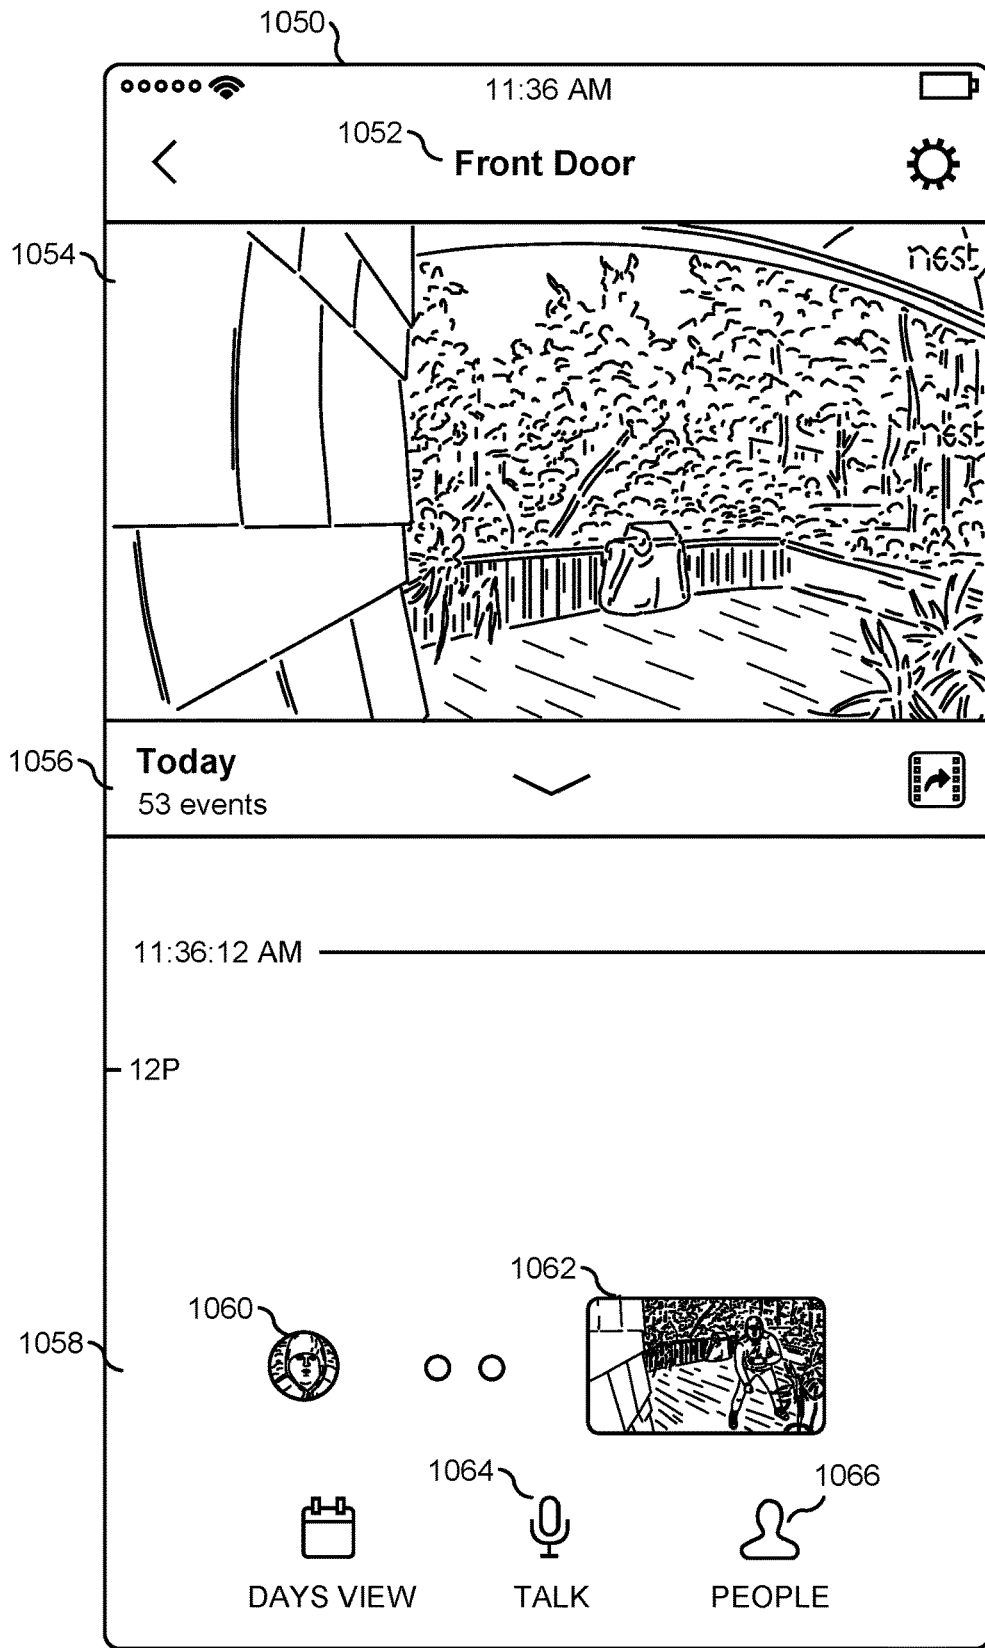 1050
11:36 AM
1052
Front Door
1054
nest
nest
1056
Today
53 events
11:36:12 AM
12P
1062
1060
1058
1064
1066
DAYS VIEW
TALK
PEOPLE